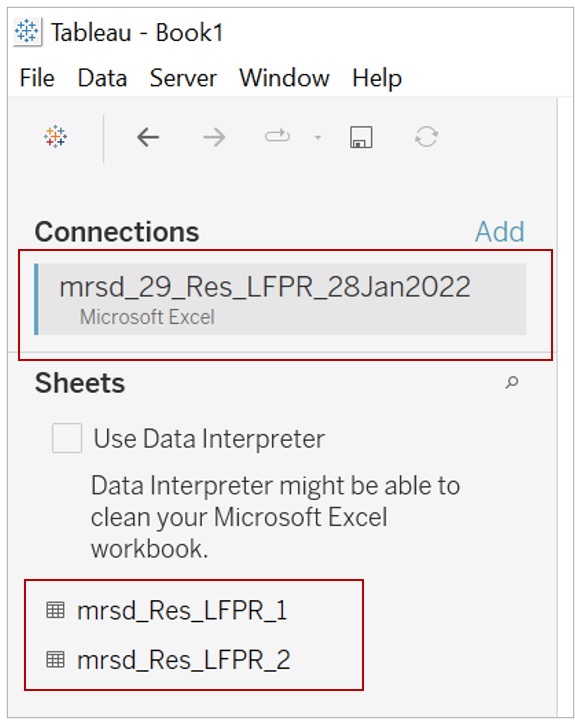 Tableau - Book1
File Data Server Window Help
Connections Add
mrsd_29_Res_LFPR_28Jan2022
Microsoft Excel
Sheets
Use Data Interpreter
Data Interpreter might be able to
clean your Microsoft Excel
workbook.
mrsd_Res_LFPR_1
mrsd_Res_LFPR_2